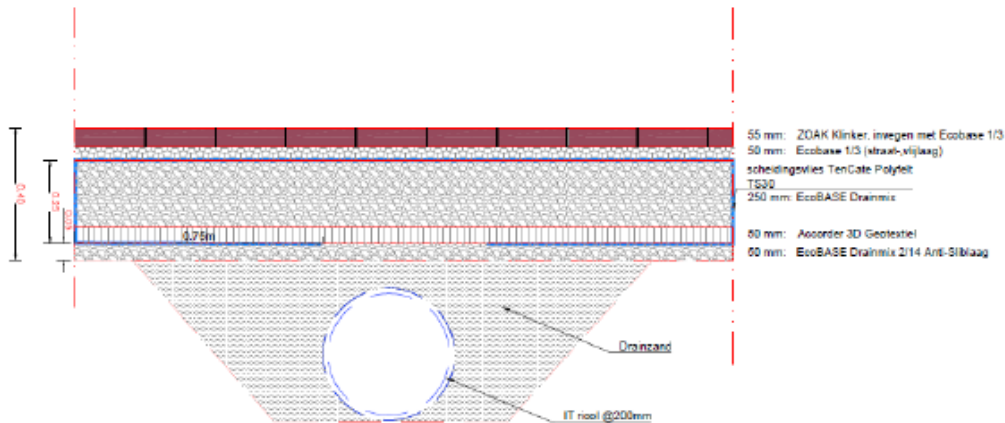 55 mm: ZOAK Klinker, invegen met Ecobase 1/3
50 mm: Ecobase 1/3 (straat-,vlijlaag)
scheidingsvlies TenCate Polyfelt
TS30
250 mm: EcoBASE Drainmix
80 mm: Accorder 3D Geotextiel
60 mm: EcoBASE Drainmix 2/14 Anti-Sliblaag
0.40
0.75m
Drainzand
IT riool @200mm